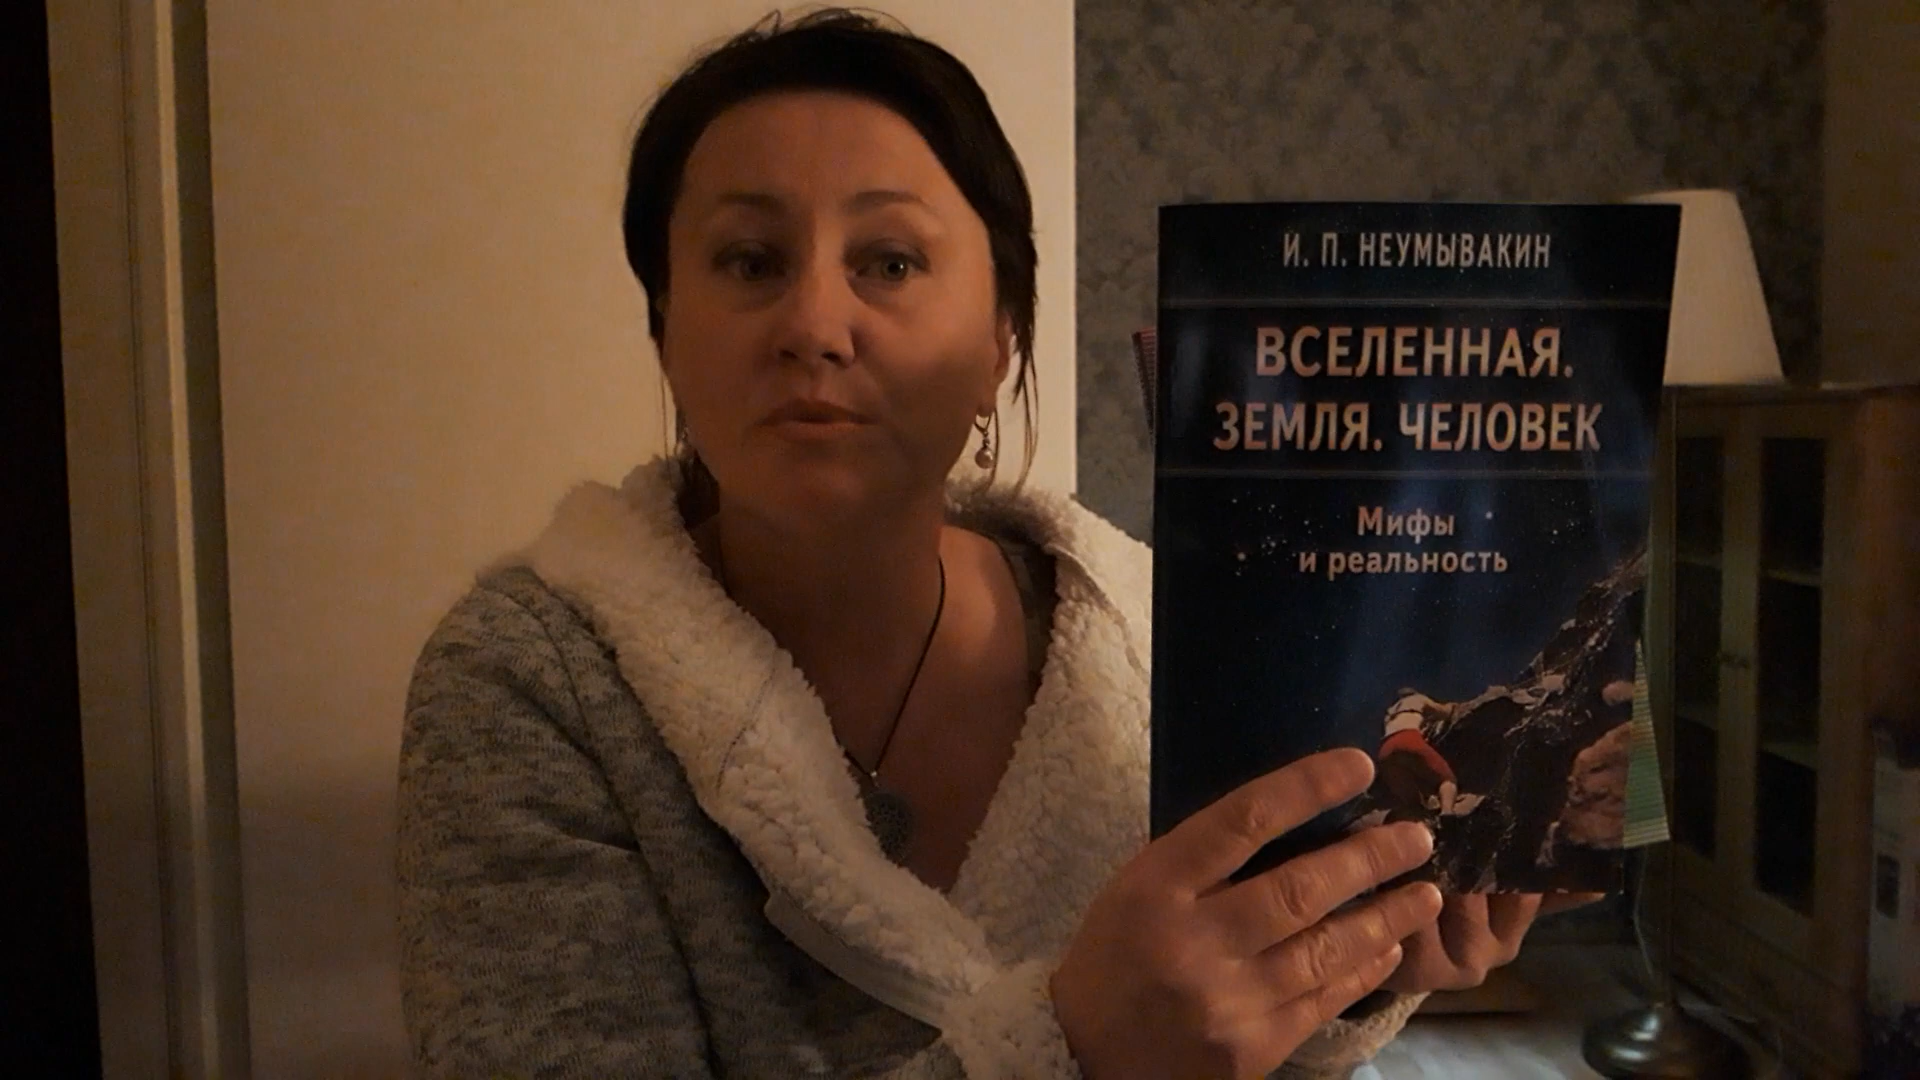 И. П. НЕУМЫВАКИН
ВСЕЛЕННАЯ.
ЗЕМЛЯ. ЧЕЛОВЕК
Мифы
и реальность